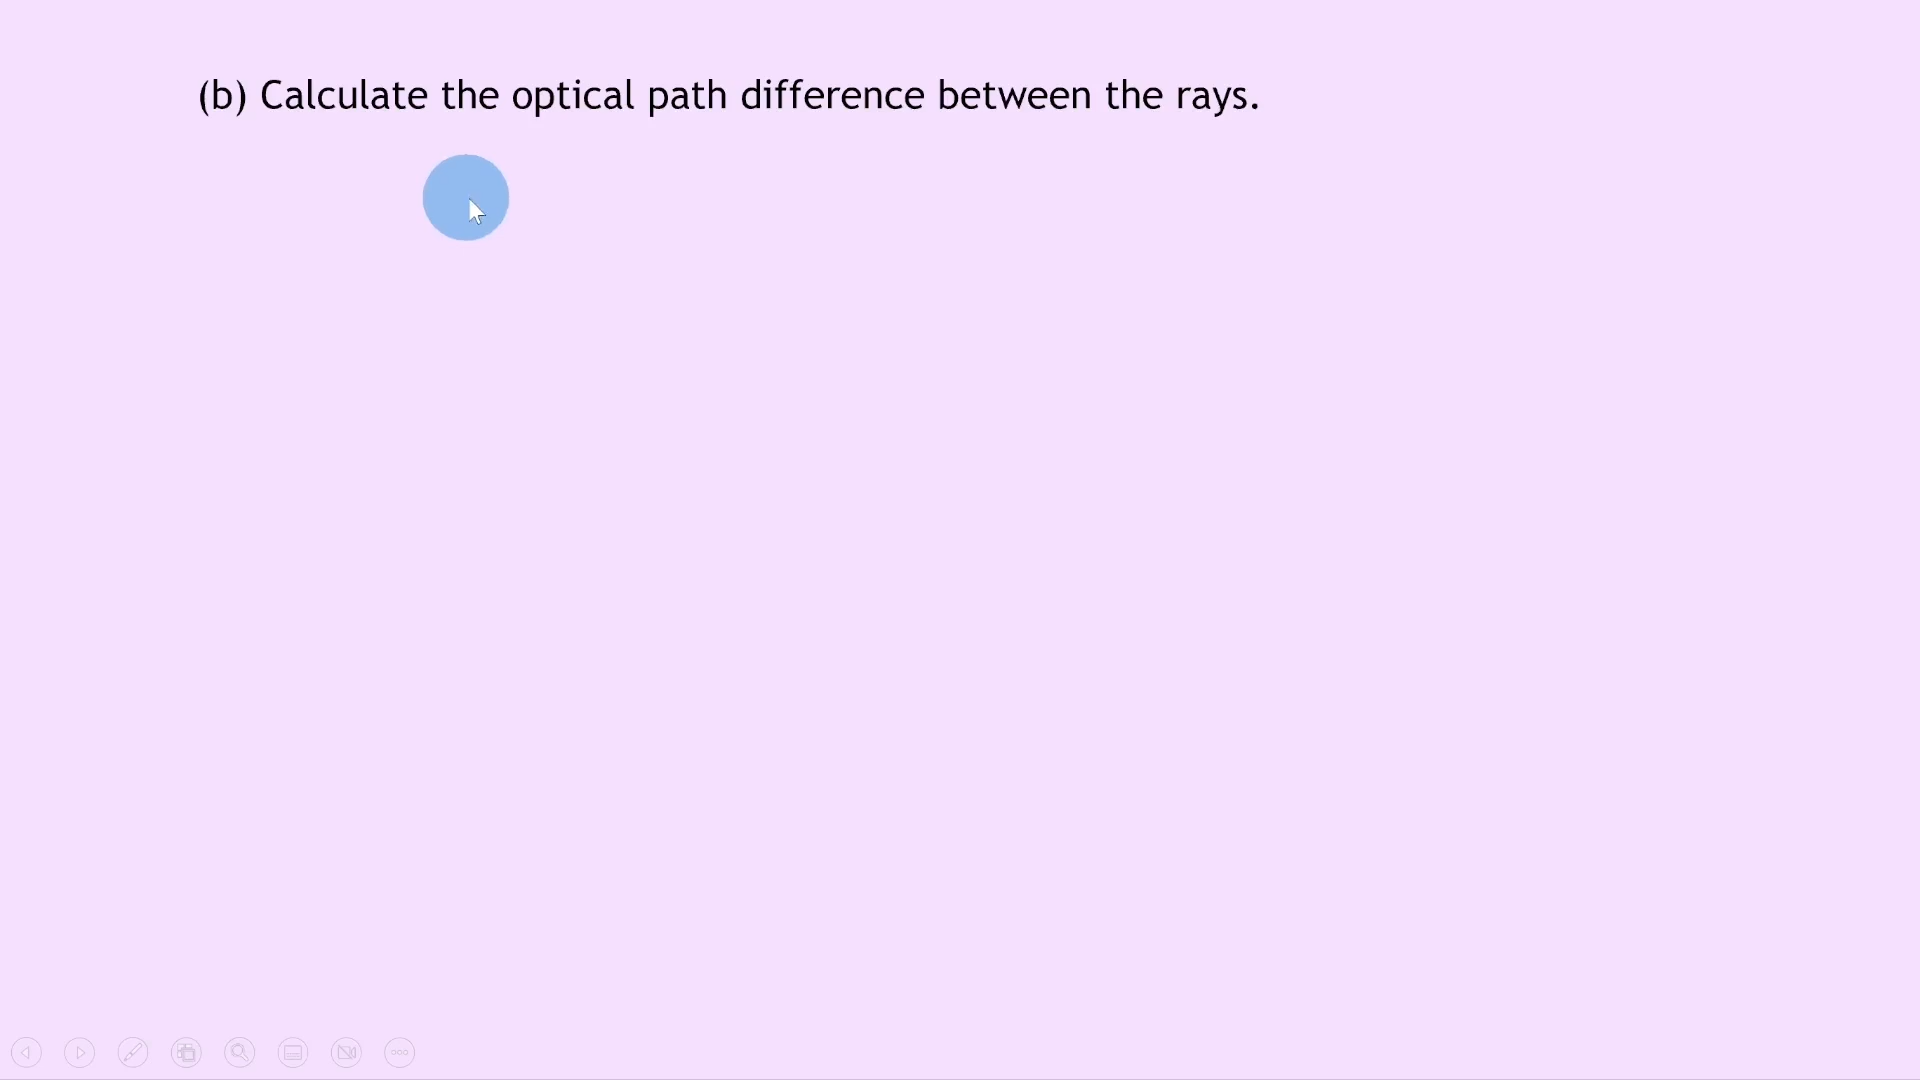 (b) Calculate the optical path difference between the rays.